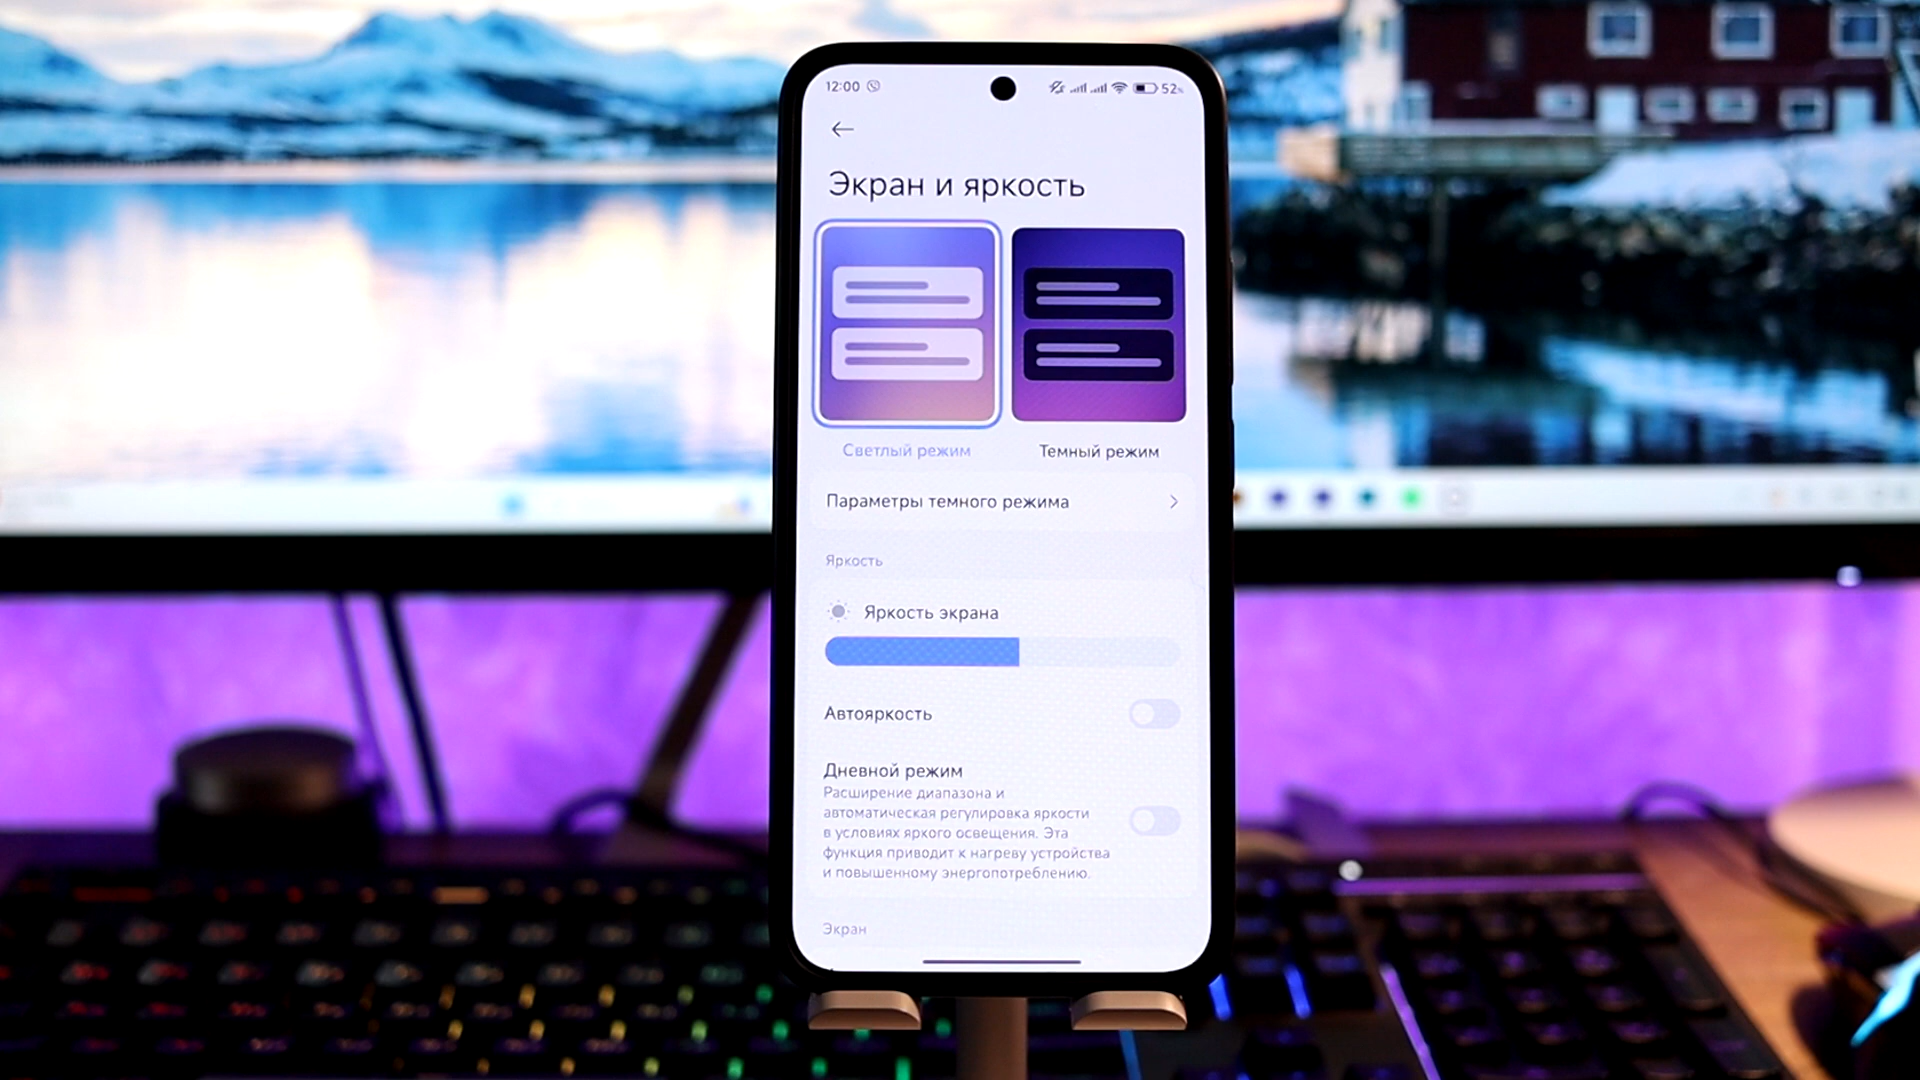 12:00
52%
Экран и яркость
Светлый режим
Темный режим
Параметры темного режима
Яркость
Яркость экрана
Автояркость
Дневной режим
Расширение диапазона и
автоматическая регулировка яркости
в условиях яркого освещения. Эта
функция приводит к нагреву устройства
и повышенному энергопотреблению.
Экран